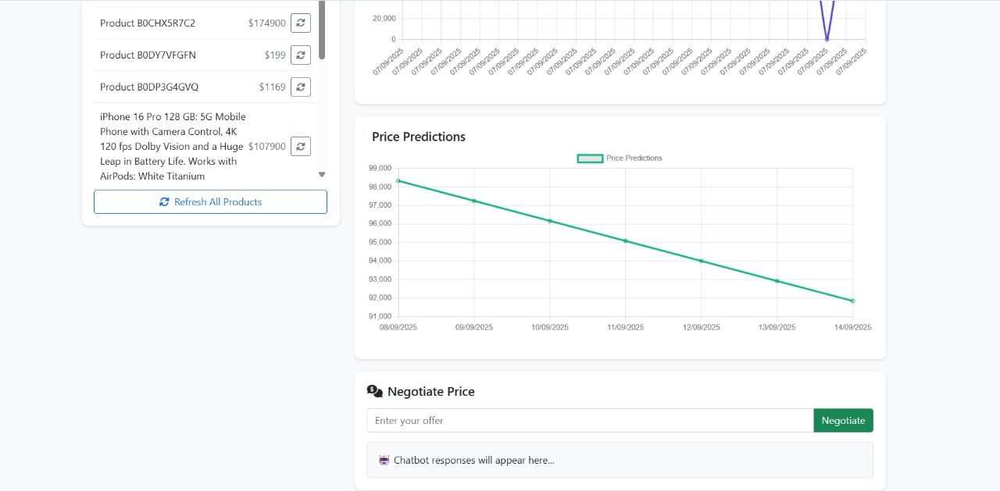 Product B0CHX5R7C2 $174900
Product B0DY7VFGFN $199
Product B0DP3G4GVQ $1169
iPhone 16 Pro 128 GB: 5G Mobile
Phone with Camera Control, 4K
120 fps Dolby Vision and a Huge $107900
Leap in Battery Life. Works with
AirPods; White Titanium
Refresh All Products
20,000
0
07/09/2025 07/09/2025 07/09/2025 07/09/2025 07/09/2025 07/09/2025 07/09/2025 07/09/2025 07/09/2025 07/09/2025 07/09/2025 07/09/2025 07/09/2025 07/09/2025 07/09/2025 07/09/2025 07/09/2025 07/09/2025 07/09/2025 07/09/2025 07/09/2025 07/09/2025 07/09/2025 07/09/2025 07/09/2025
Price Predictions
Price Predictions
99,000
98,000
97,000
96,000
95,000
94,000
93,000
92,000
91,000
08/09/2025 09/09/2025 10/09/2025 11/09/2025 12/09/2025 13/09/2025 14/09/2025
Negotiate Price
Enter your offer Negotiate
Chatbot responses will appear here...